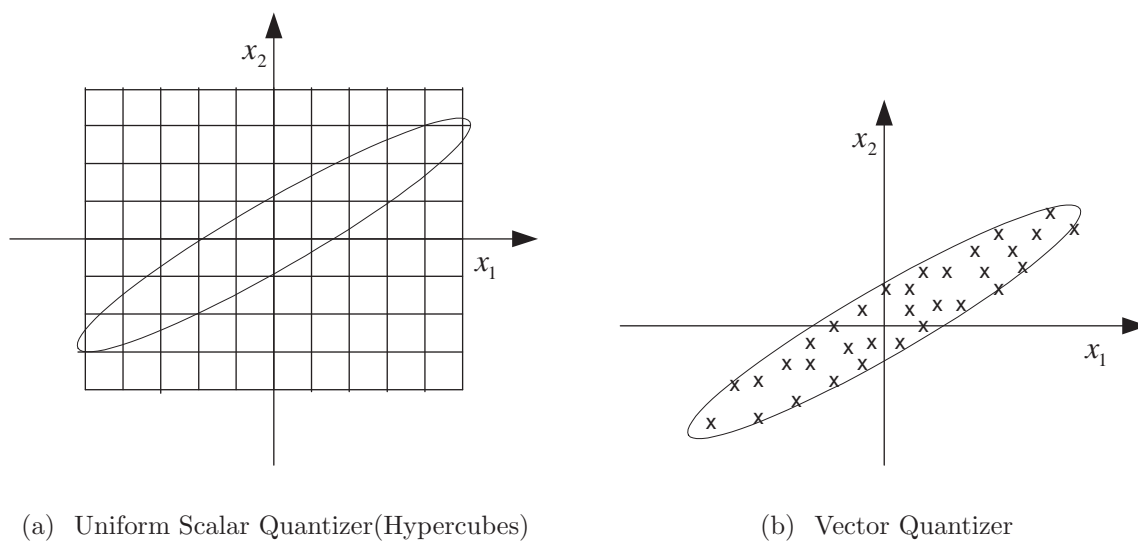 x₂
x₁
(a) Uniform Scalar Quantizer(Hypercubes)
x₂
x x x x x x x x x x x x x x x x x x x x x x x x x x x x x x x x x
x₁
(b) Vector Quantizer